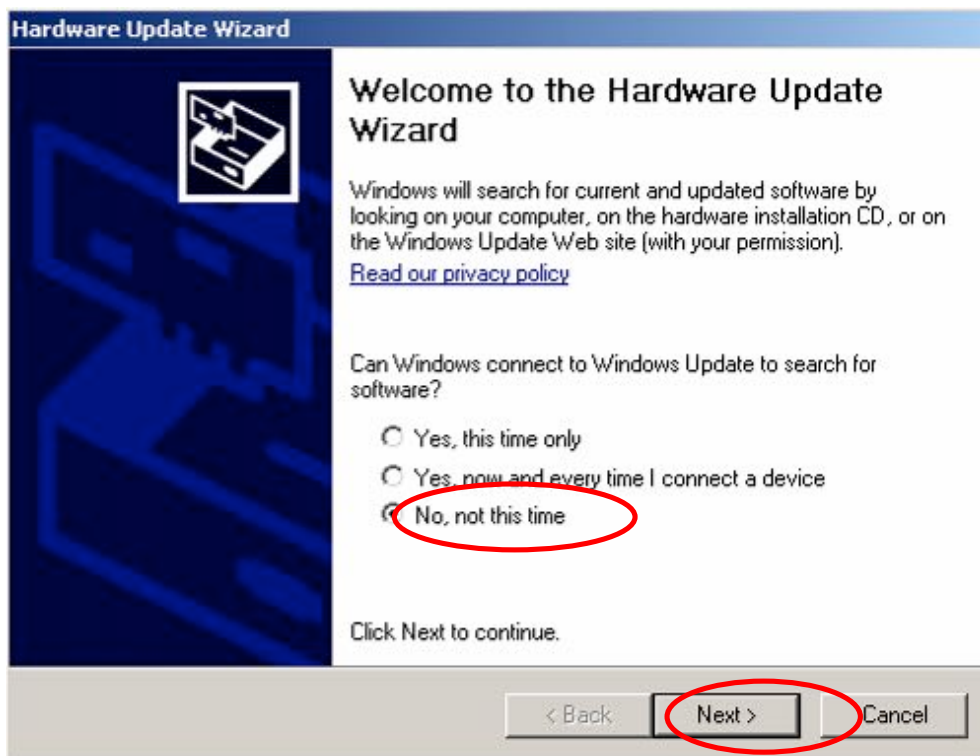 Hardware Update Wizard
Welcome to the Hardware Update
Wizard
Windows will search for current and updated software by
looking on your computer, on the hardware installation CD, or on
the Windows Update Web site (with your permission).
Read our privacy policy
Can Windows connect to Windows Update to search for
software?
Yes, this time only
Yes, now and every time I connect a device
No, not this time
Click Next to continue.
< Back Next > Cancel